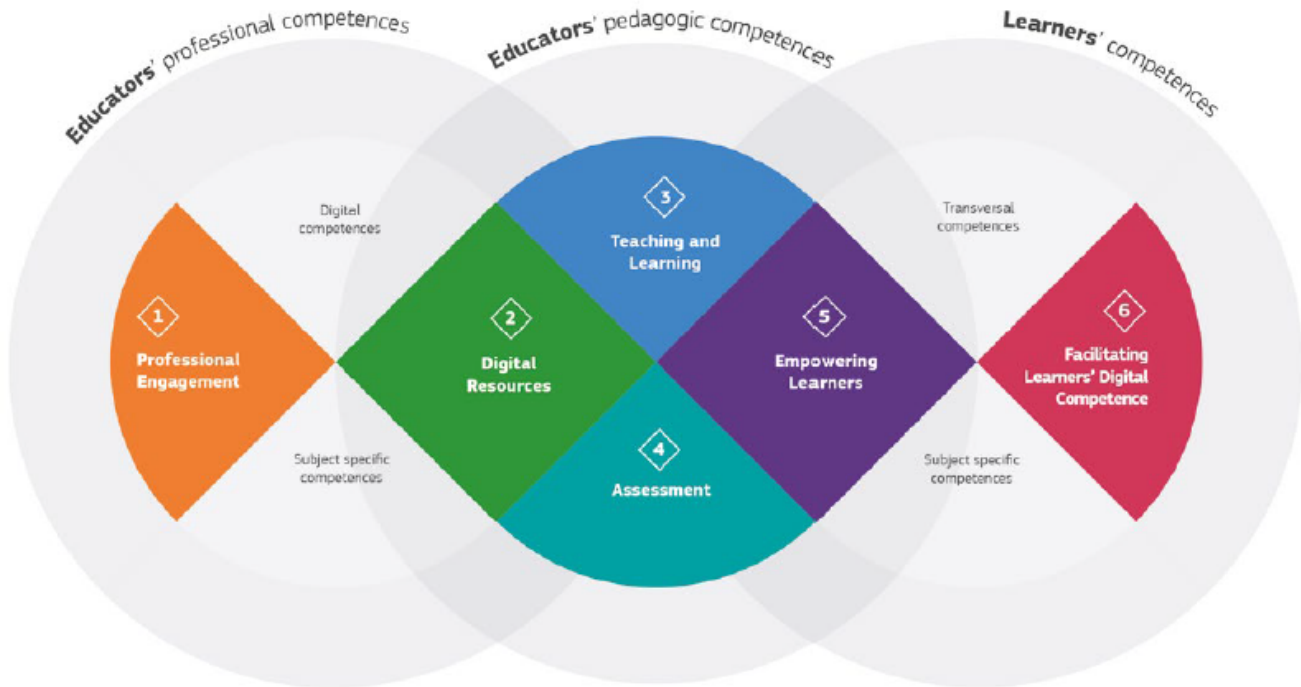 Educators' professional competences
Educators' pedagogic competences
Learners' competences
Digital
competences
Transversal
competences
1
Professional
Engagement
2
Digital
Resources
3
Teaching and
Learning
4
Assessment
5
Empowering
Learners
6
Facilitating
Learners' Digital
Competence
Subject specific
competences
Subject specific
competences